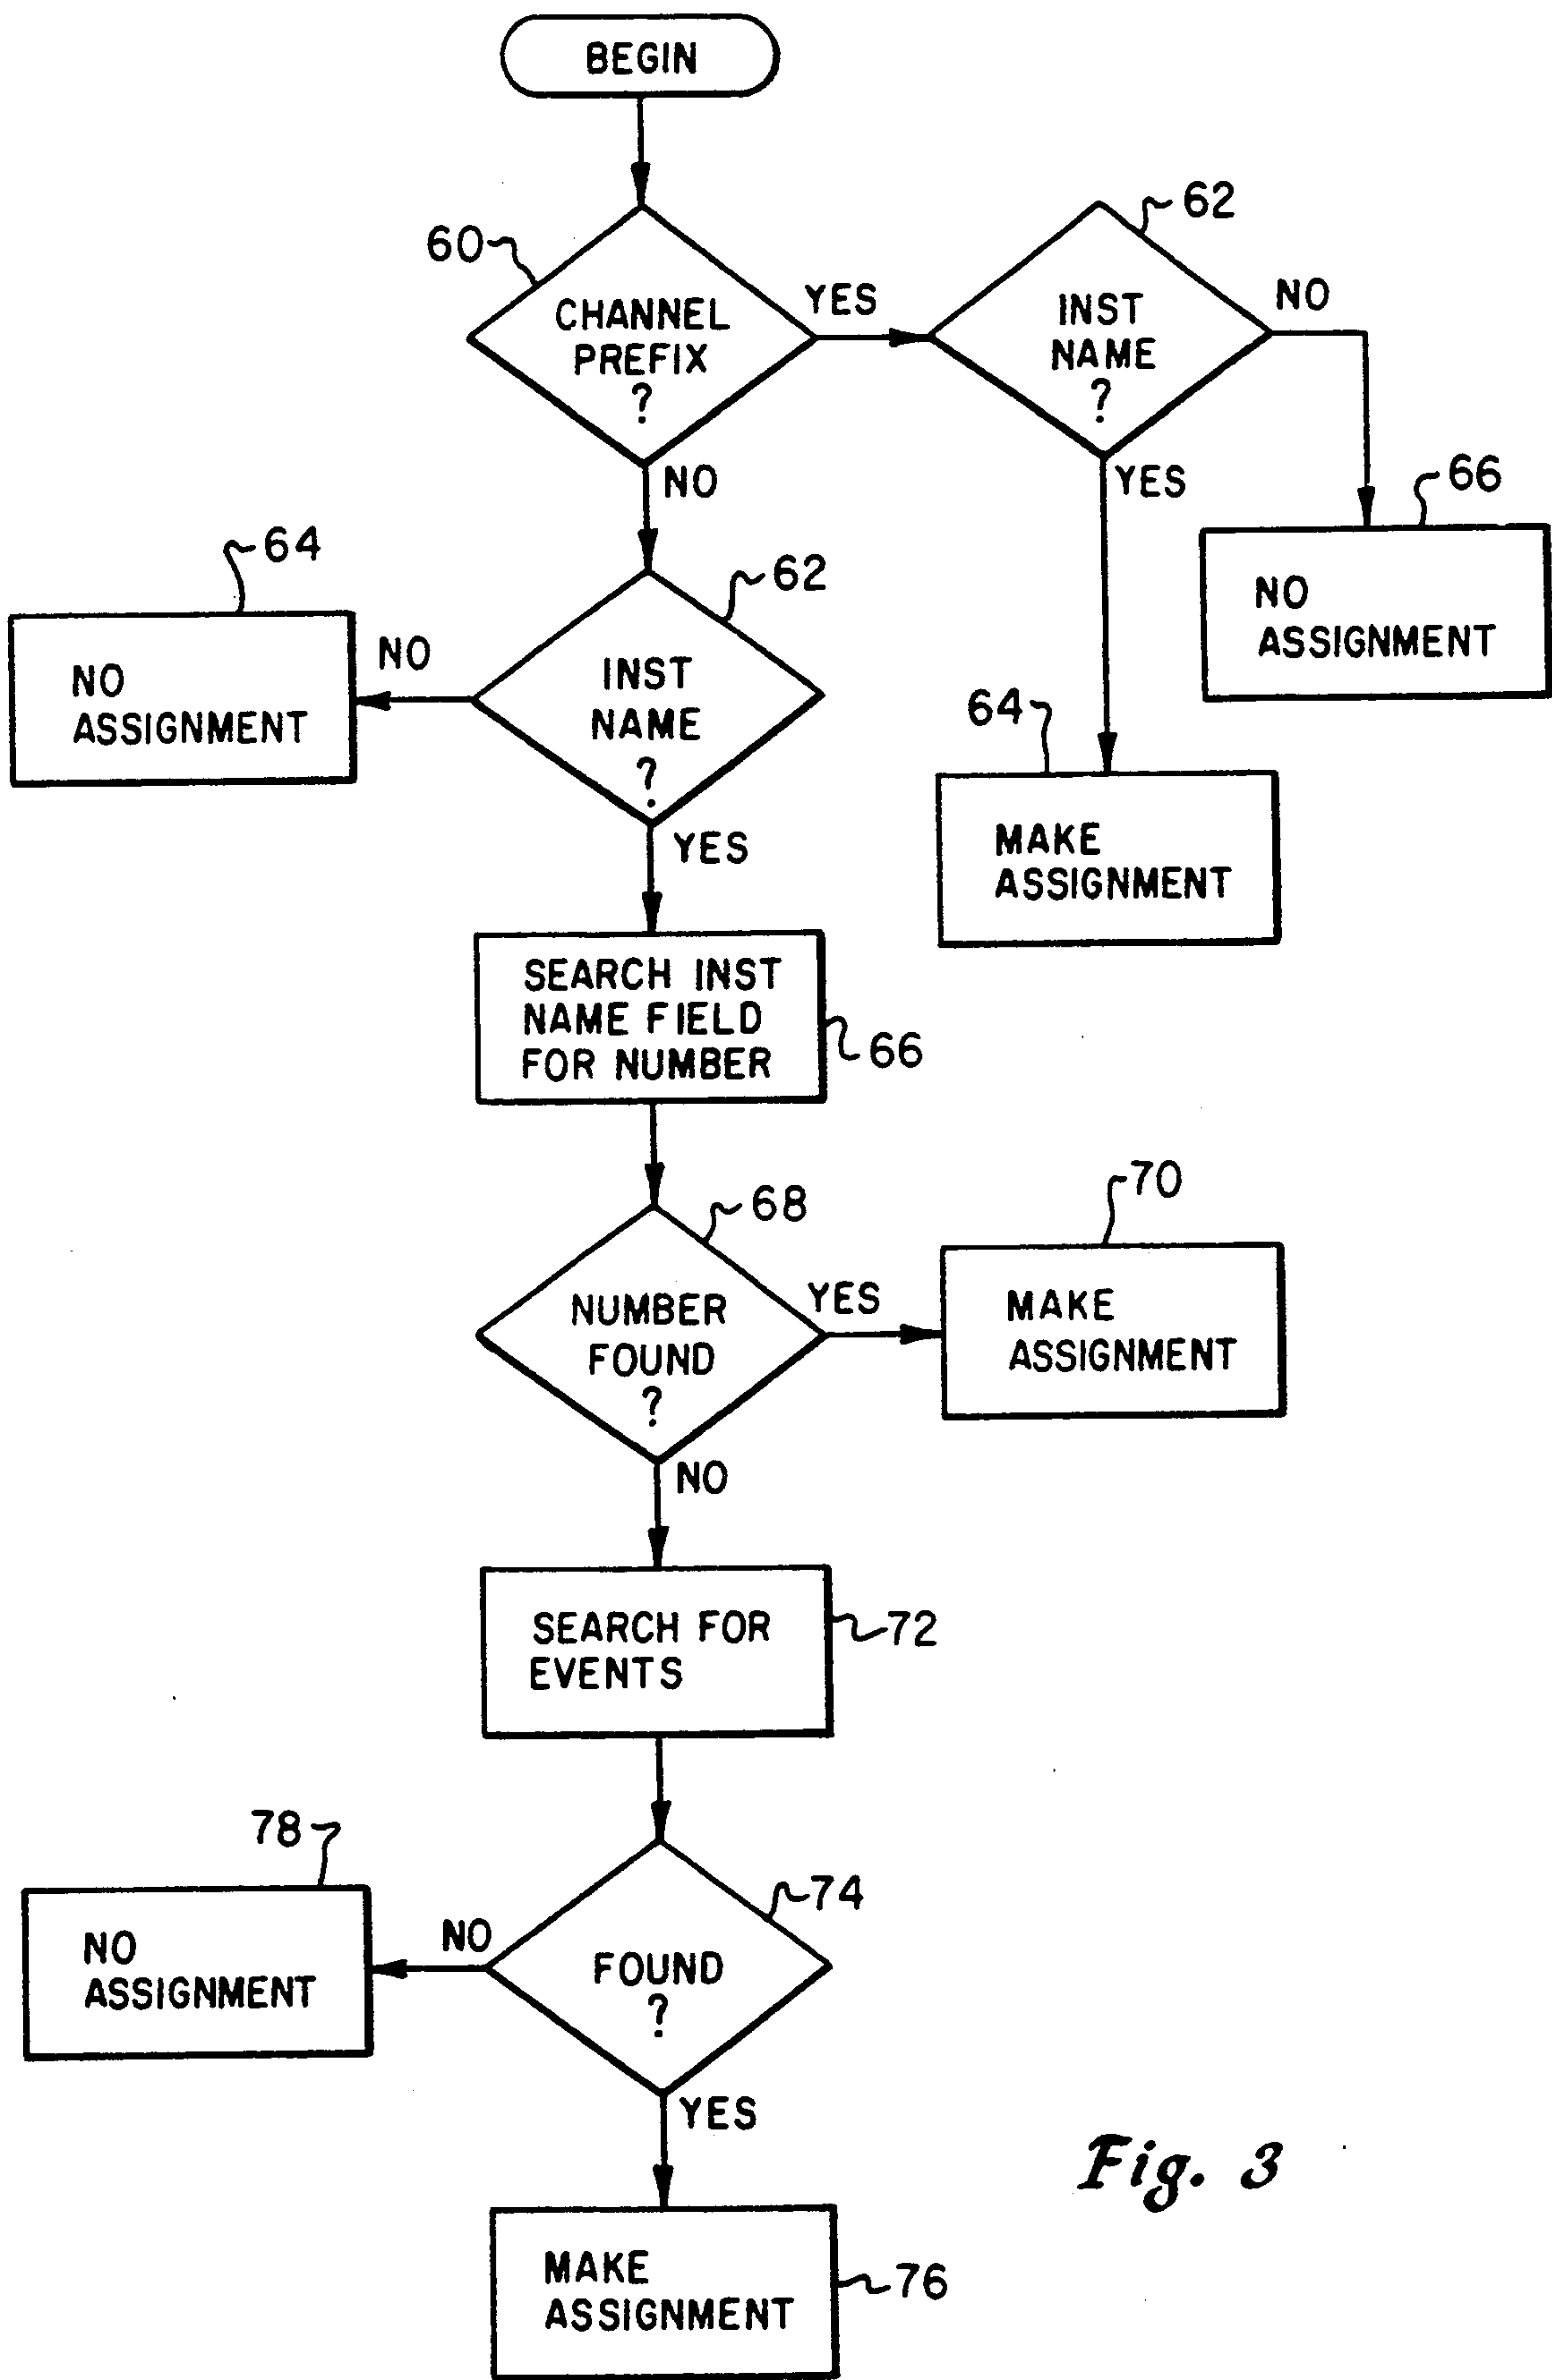 BEGIN
60
CHANNEL
PREFIX
?
YES
NO
62
INST
NAME
?
NO
YES
66
NO
ASSIGNMENT
64
MAKE
ASSIGNMENT
62
INST
NAME
?
NO
YES
64
NO
ASSIGNMENT
SEARCH INST
NAME FIELD
FOR NUMBER
66
68
NUMBER
FOUND
?
YES
NO
70
MAKE
ASSIGNMENT
SEARCH FOR
EVENTS
72
74
FOUND
?
NO
YES
78
NO
ASSIGNMENT
MAKE
ASSIGNMENT
76
Fig. 3